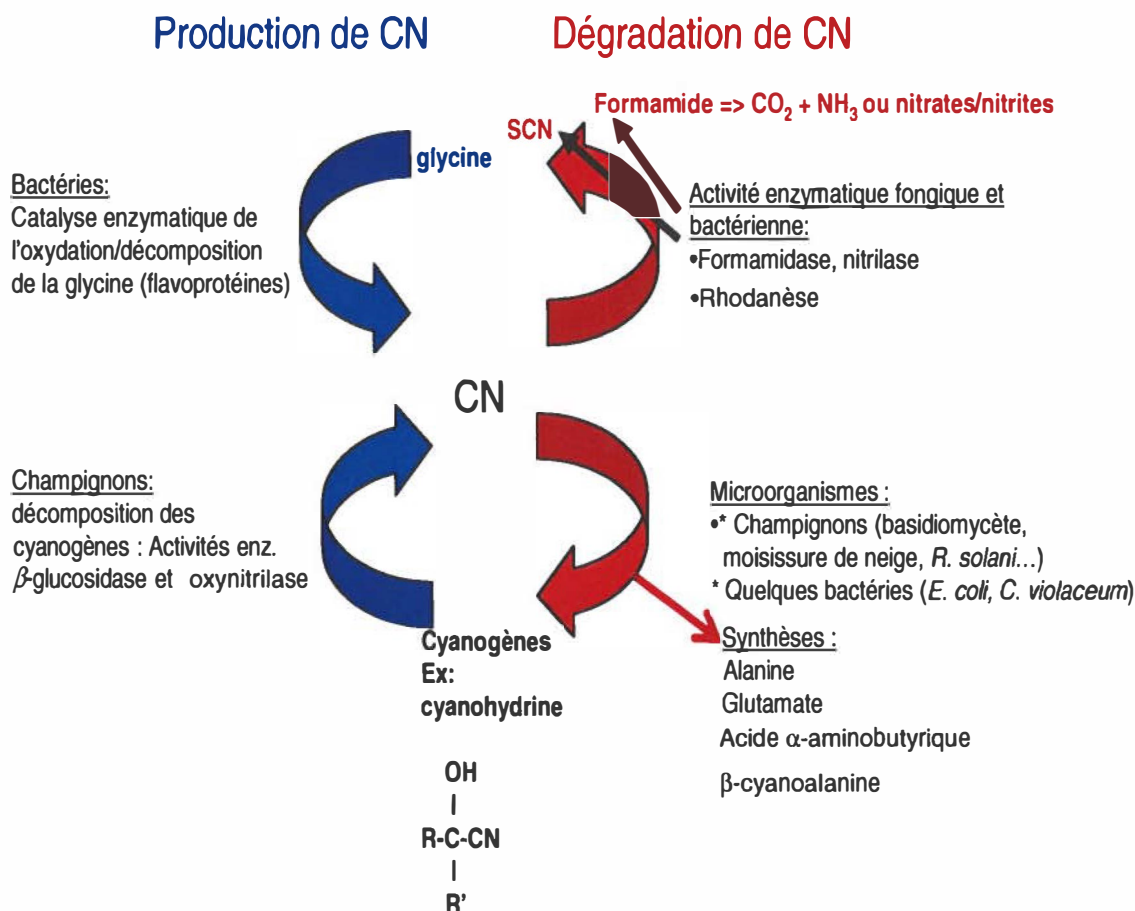 Production de CN
Dégradation de CN
Formamide => CO₂ + NH₃ ou nitrates/nitrites
SCN
glycine
Bactéries:
Catalyse enzymatique de
l'oxydation/décomposition
de la glycine (flavoprotéines)
Activité enzymatique fongique et
bactérienne:
•Formamidase, nitrilase
•Rhodanèse
CN
Champignons:
décomposition des
cyanogènes : Activités enz.
β-glucosidase et oxynitrilase
Microorganismes :
•* Champignons (basidiomycète,
moisissure de neige, R. solani...)
* Quelques bactéries (E. coli, C. violaceum)
Synthèses :
Alanine
Glutamate
Acide α-aminobutyrique
β-cyanoalanine
Cyanogènes
Ex:
cyanohydrine
OH
|
R-C-CN
|
R'